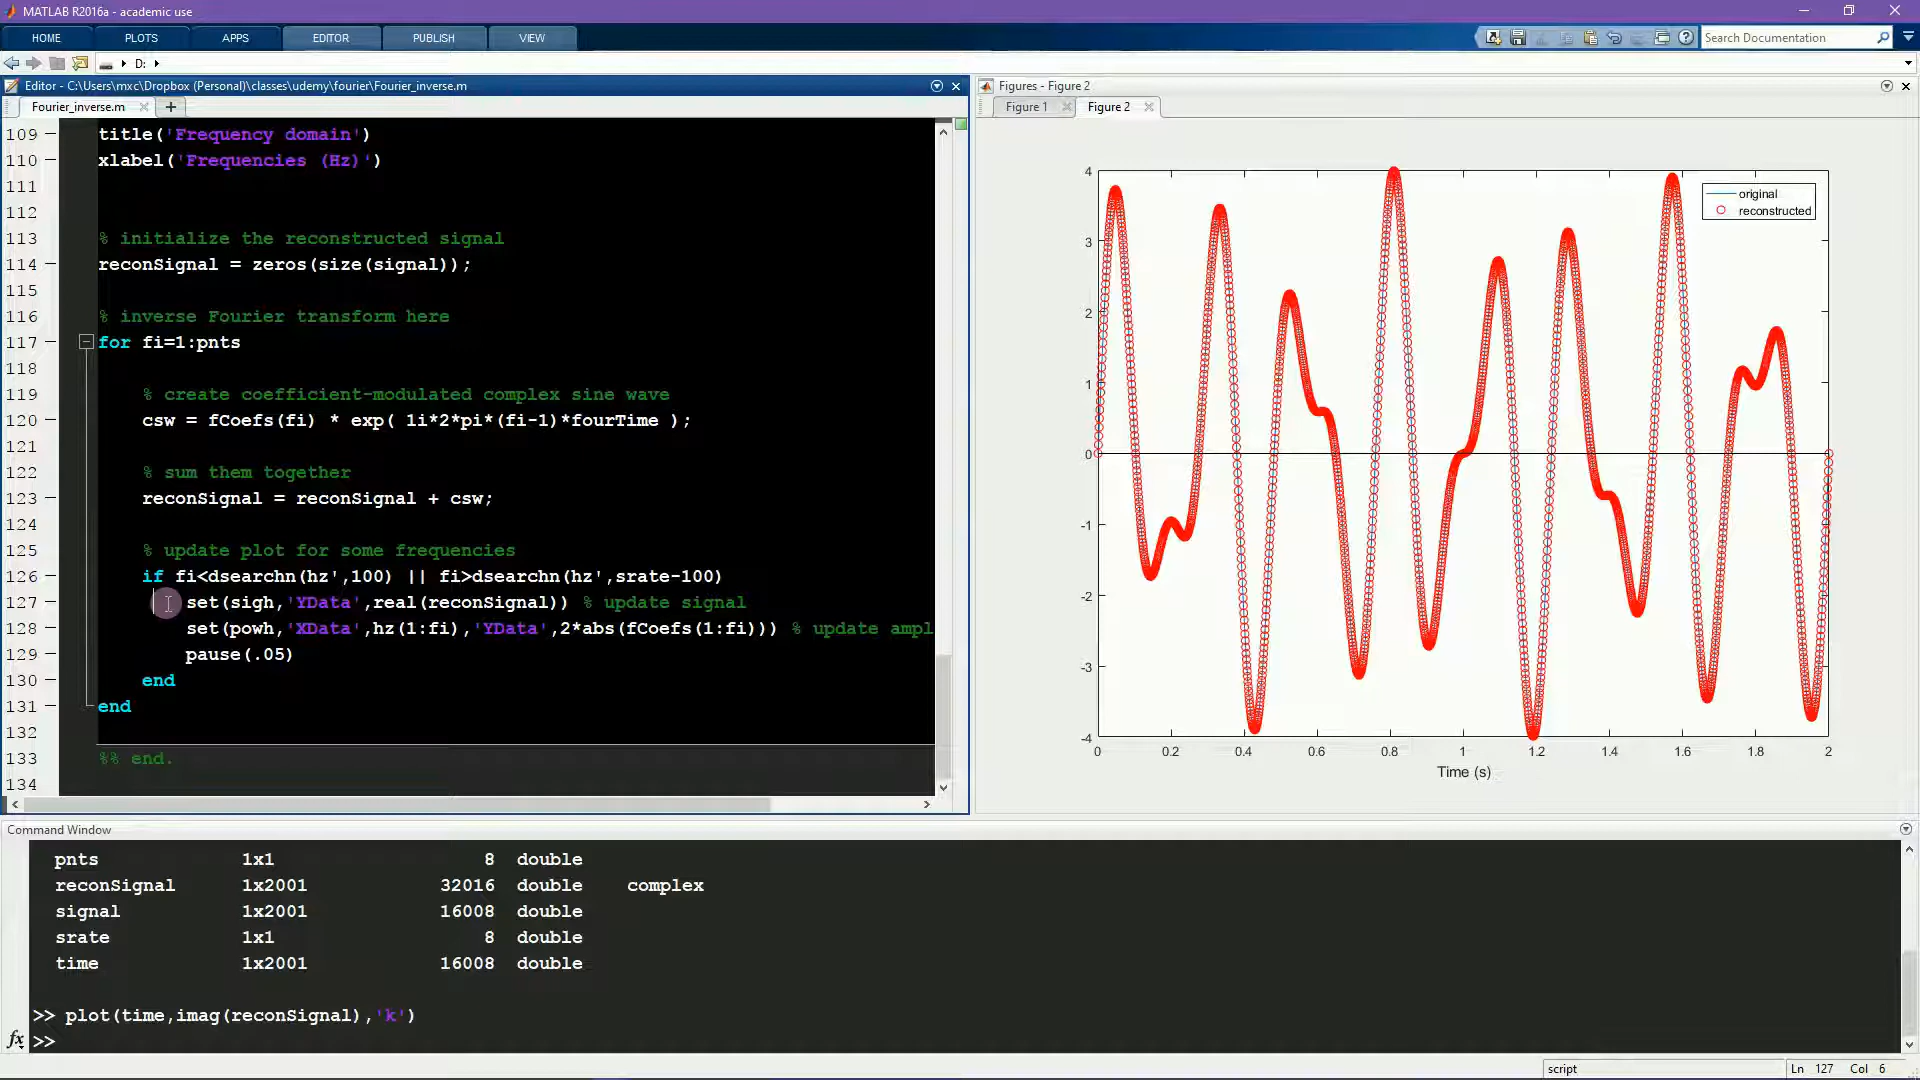 MATLAB R2016a - academic use
HOME PLOTS APPS EDITOR PUBLISH VIEW
Search Documentation
D:
Editor - C:\Users\mxc\Dropbox (Personal)\classes\udemy\fourier\Fourier_inverse.m
Fourier_inverse.m
109 title('Frequency domain')
110 xlabel('Frequencies (Hz)')
111
112
113 % initialize the reconstructed signal
114 reconSignal = zeros(size(signal));
115
116 % inverse Fourier transform here
117 for fi=1:pnts
118
119 % create coefficient-modulated complex sine wave
120 csw = fCoefs(fi) * exp( 1i*2*pi*(fi-1)*fourTime );
121
122 % sum them together
123 reconSignal = reconSignal + csw;
124
125 % update plot for some frequencies
126 if fi<dsearchn(hz',100) || fi>dsearchn(hz',srate-100)
127 set(sigh,'YData',real(reconSignal)) % update signal
128 set(powh,'XData',hz(1:fi),'YData',2*abs(fCoefs(1:fi))) % update ampl
129 pause(.05)
130 end
131 end
132
133 %% end.
134
Figures - Figure 2
Figure 1 Figure 2
original
reconstructed
4
3
2
1
0
-1
-2
-3
-4
0 0.2 0.4 0.6 0.8 1 1.2 1.4 1.6 1.8 2
Time (s)
Command Window
pnts 1x1 8 double
reconSignal 1x2001 32016 double complex
signal 1x2001 16008 double
srate 1x1 8 double
time 1x2001 16008 double
>> plot(time,imag(reconSignal),'k')
fx >>
script Ln 127 Col 6